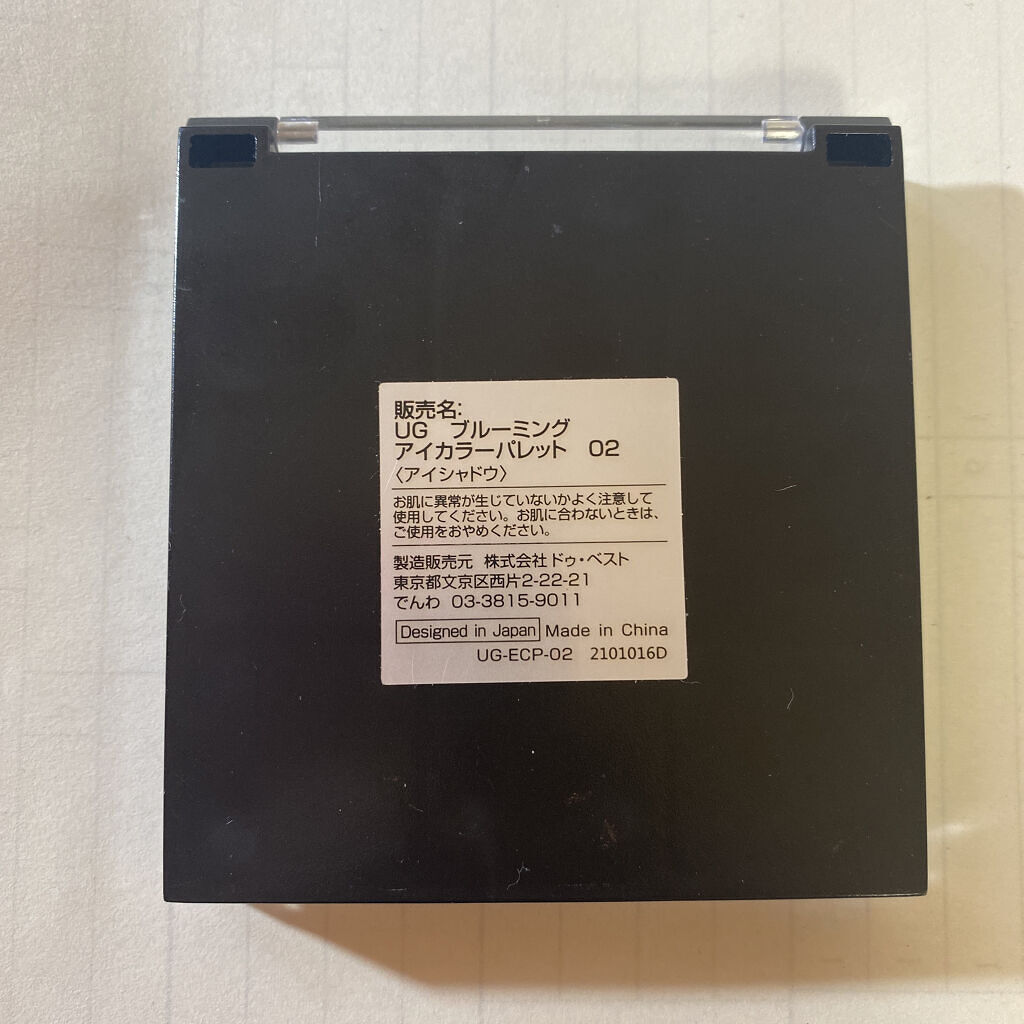 販売名:
UG ブルーミング
アイカラーパレット 02
〈アイシャドウ〉
お肌に異常が生じていないかよく注意して
使用してください。お肌に合わないときは、
ご使用をおやめください。
製造販売元 株式会社ドゥ・ベスト
東京都文京区西片2-22-21
でんわ 03-3815-9011
Designed in Japan Made in China
UG-ECP-02 2101016D